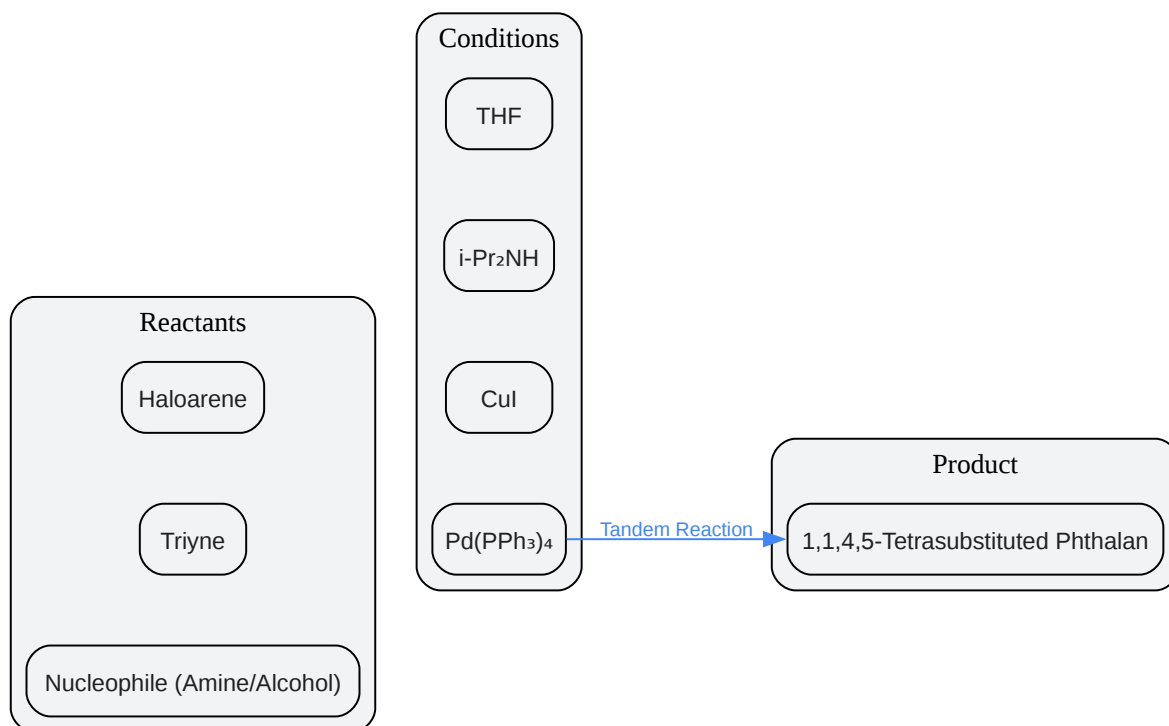 Conditions
THF
i-Pr₂NH
CuI
Pd(PPh₃)₄
Reactants
Haloarene
Triyne
Nucleophile (Amine/Alcohol)
Tandem Reaction
Product
1,1,4,5-Tetrasubstituted Phthalan